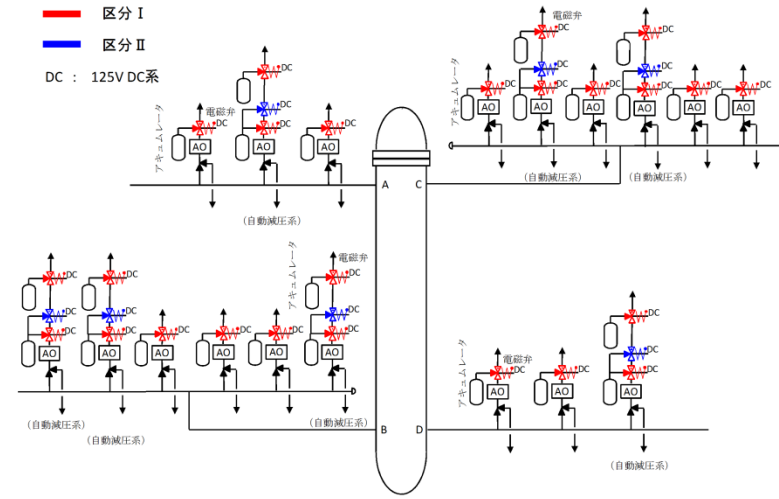 区分Ⅰ
区分Ⅱ
DC ： 125V DC系
アキュムレータ
電磁弁
DC
DC
DC
DC DC DC
AO AO AO
A
(自動減圧系)
アキュムレータ
電磁弁
DC DC
DC DC
DC DC DC DC DC DC
AO AO AO AO AO AO
C
(自動減圧系) (自動減圧系)
アキュムレータ
電磁弁
DC DC DC
DC DC DC
DC DC DC DC DC DC
AO AO AO AO AO AO
B
(自動減圧系) (自動減圧系)
(自動減圧系)
アキュムレータ
電磁弁
DC
DC
DC DC DC
AO AO AO
D
(自動減圧系)